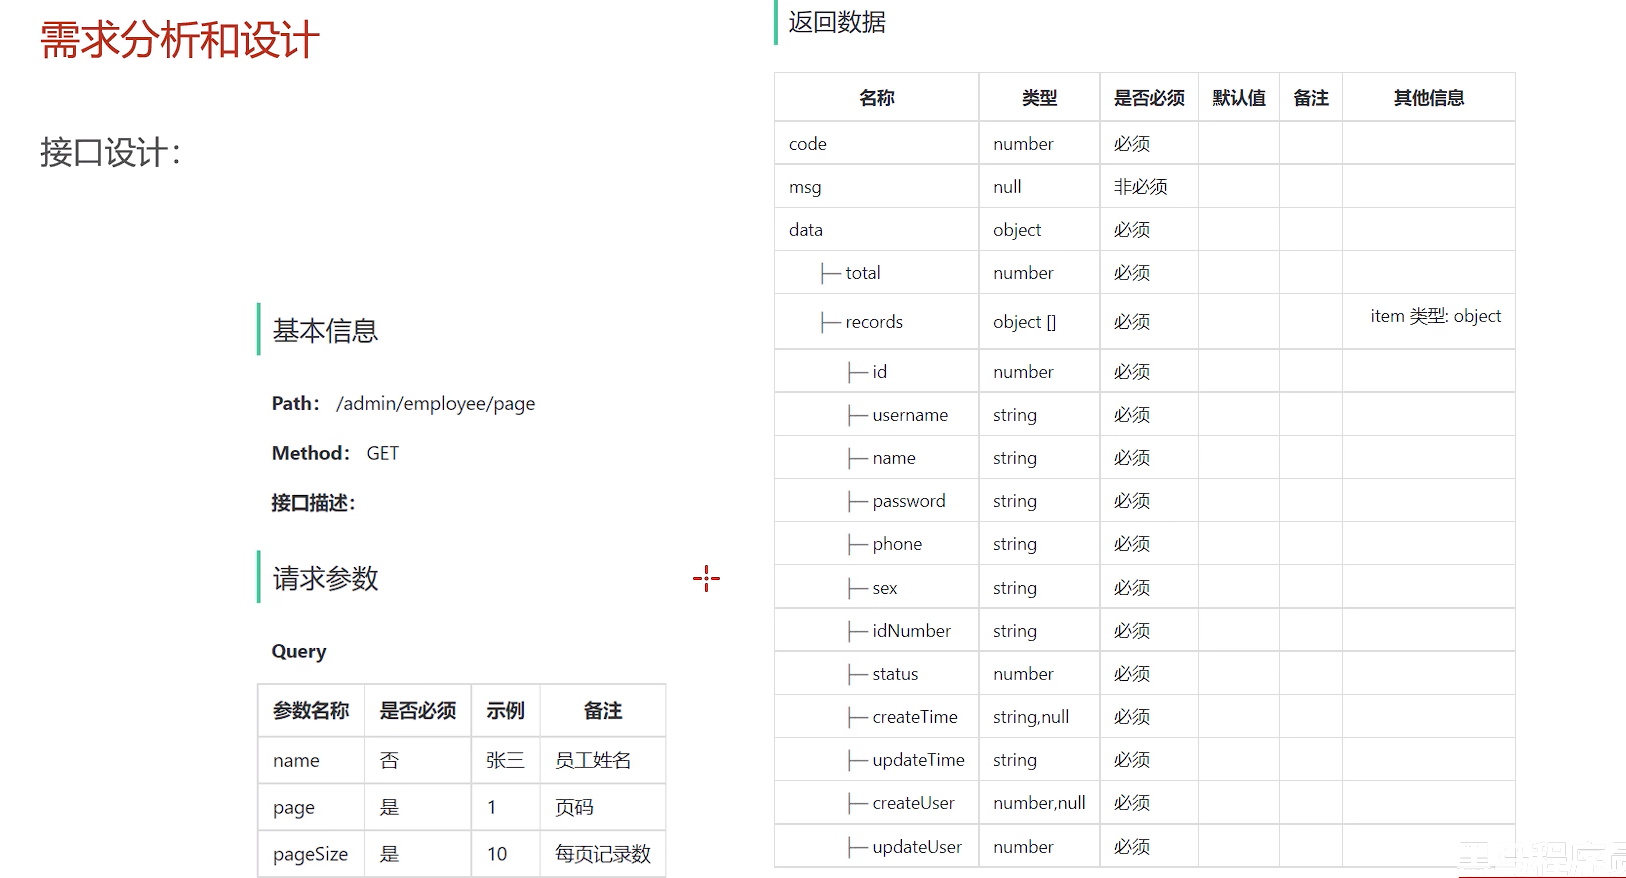 需求分析和设计
接口设计：
基本信息
Path： /admin/employee/page
Method： GET
接口描述：
请求参数
Query
参数名称 是否必须 示例 备注
name 否 张三 员工姓名
page 是 1 页码
pageSize 是 10 每页记录数
返回数据
名称 类型 是否必须 默认值 备注 其他信息
code number 必须
msg null 非必须
data object 必须
├─ total number 必须
├─ records object [] 必须 item 类型: object
├─ id number 必须
├─ username string 必须
├─ name string 必须
├─ password string 必须
├─ phone string 必须
├─ sex string 必须
├─ idNumber string 必须
├─ status number 必须
├─ createTime string,null 必须
├─ updateTime string 必须
├─ createUser number,null 必须
├─ updateUser number 必须